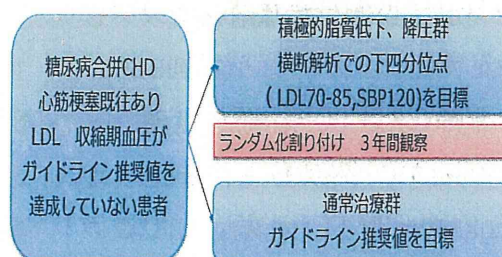 糖尿病合併CHD
心筋梗塞既往あり
LDL 収縮期血圧が
ガイドライン推奨値を
達成していない患者
積極的脂質低下、降圧群
横断解析での下四分位点
( LDL70-85,SBP120)を目標
ランダム化割り付け 3年間観察
通常治療群
ガイドライン推奨値を目標